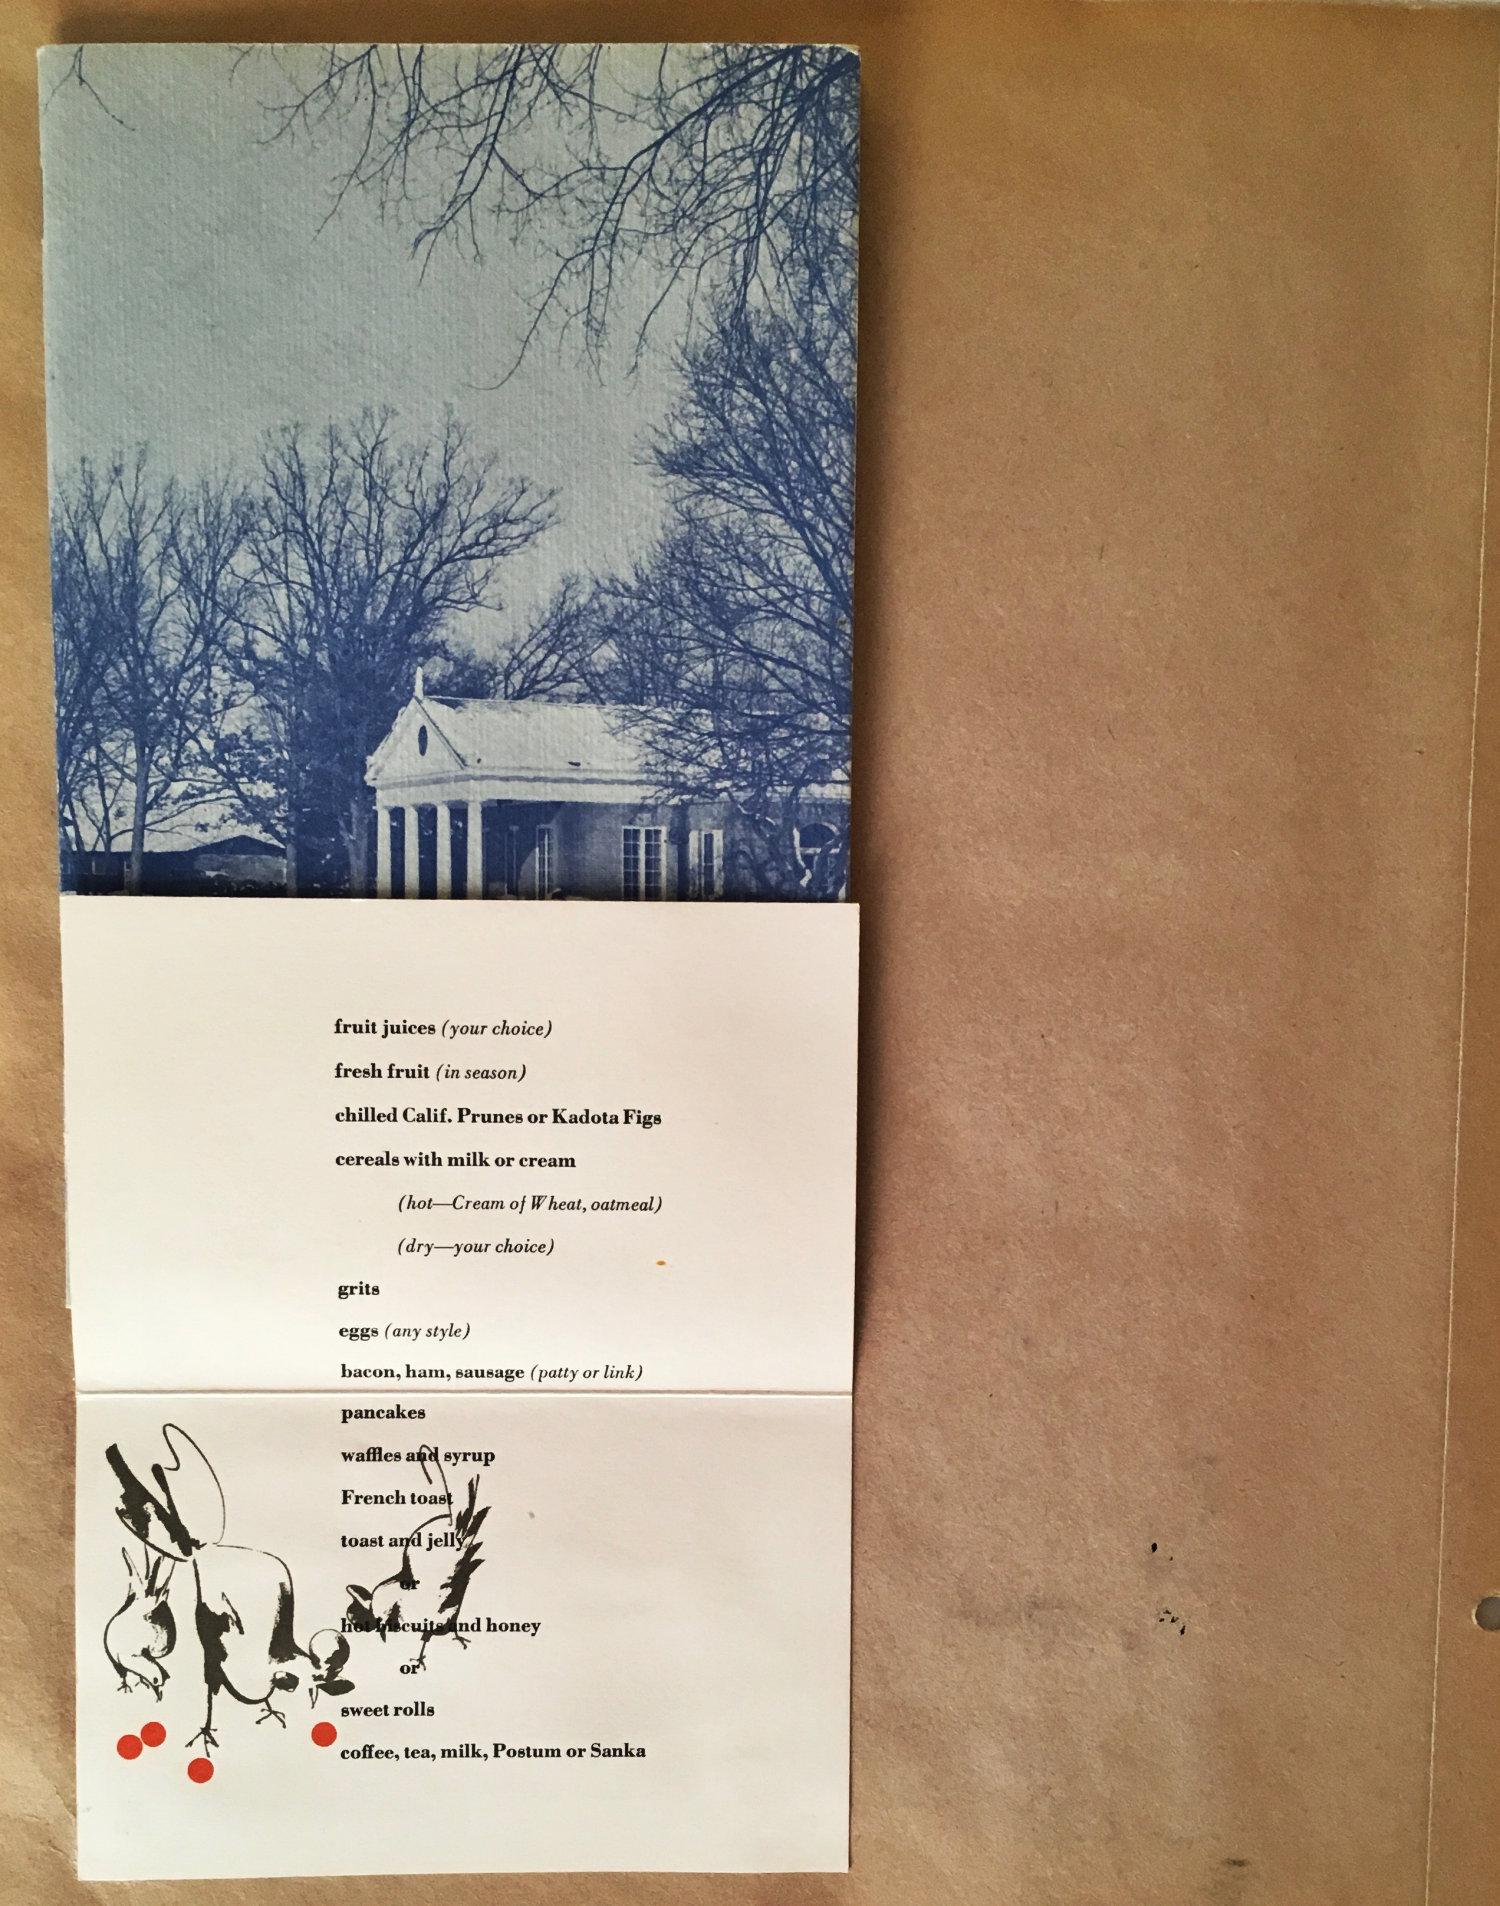 fruit juices (your choice)
fresh fruit (in season)
chilled Calif. Prunes or Kadota Figs
cereals with milk or cream
(hot—Cream of Wheat, oatmeal)
(dry—your choice)
grits
eggs (any style)
bacon, ham, sausage (patty or link)
pancakes
waffles and syrup
French toast
toast and jelly
or
hot biscuits and honey
or
sweet rolls
coffee, tea, milk, Postum or Sanka